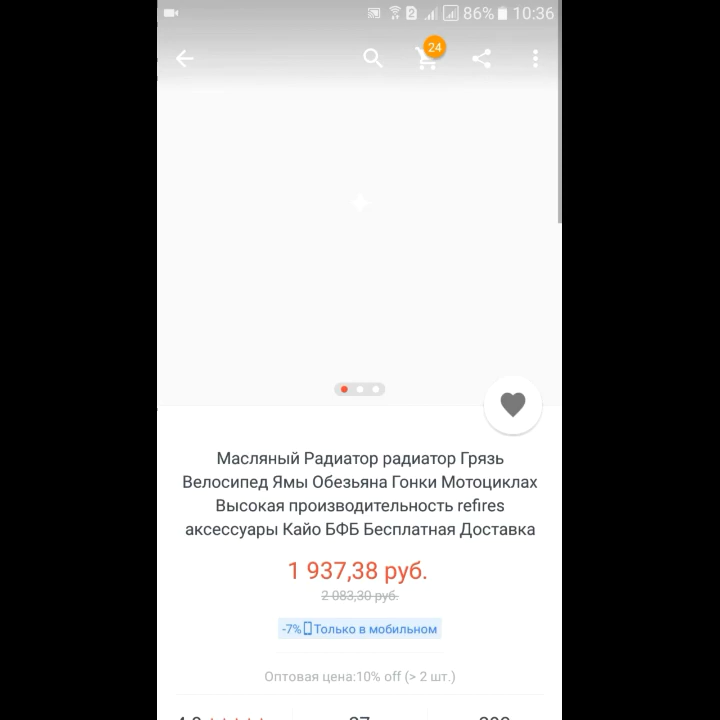 2 86% 10:36
24
Масляный Радиатор радиатор Грязь
Велосипед Ямы Обезьяна Гонки Мотоциклах
Высокая производительность refires
аксессуары Кайо БФБ Бесплатная Доставка
1 937,38 руб.
2 083,30 руб.
-7% Только в мобильном
Оптовая цена:10% off (> 2 шт.)